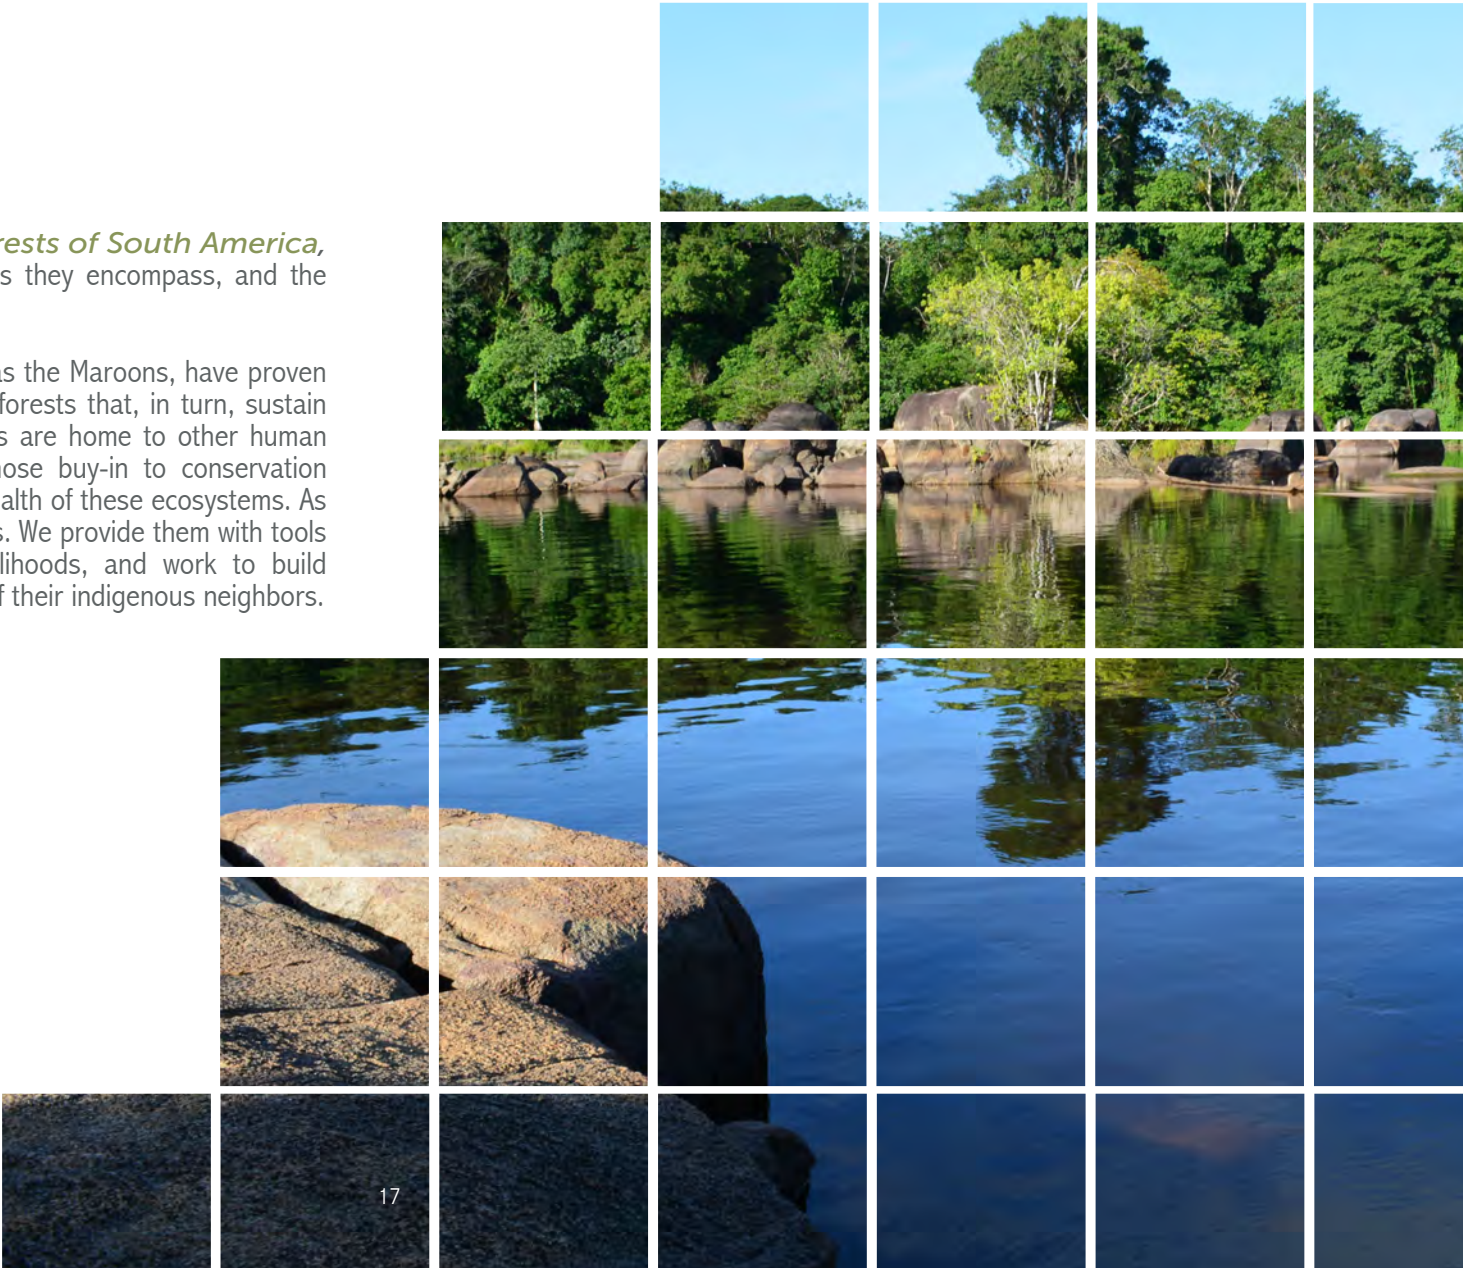 rests of South America,
s they encompass, and the
as the Maroons, have proven
forests that, in turn, sustain
s are home to other human
hose buy-in to conservation
alth of these ecosystems. As
s. We provide them with tools
lihoods, and work to build
f their indigenous neighbors.
17